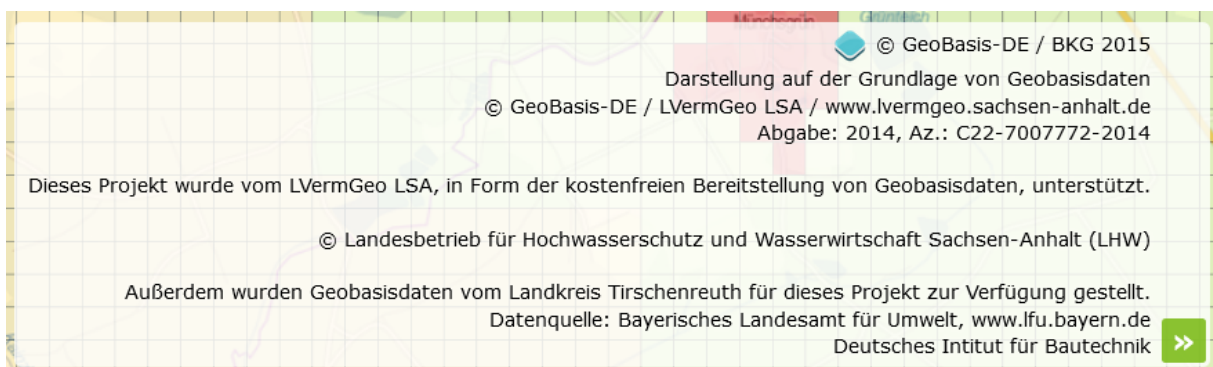 Münchsgrün
Grünteich
© GeoBasis-DE / BKG 2015
Darstellung auf der Grundlage von Geobasisdaten
© GeoBasis-DE / LVermGeo LSA / www.lvermgeo.sachsen-anhalt.de
Abgabe: 2014, Az.: C22-7007772-2014
Dieses Projekt wurde vom LVermGeo LSA, in Form der kostenfreien Bereitstellung von Geobasisdaten, unterstützt.
© Landesbetrieb für Hochwasserschutz und Wasserwirtschaft Sachsen-Anhalt (LHW)
Außerdem wurden Geobasisdaten vom Landkreis Tirschenreuth für dieses Projekt zur Verfügung gestellt.
Datenquelle: Bayerisches Landesamt für Umwelt, www.lfu.bayern.de
Deutsches Intitut für Bautechnik